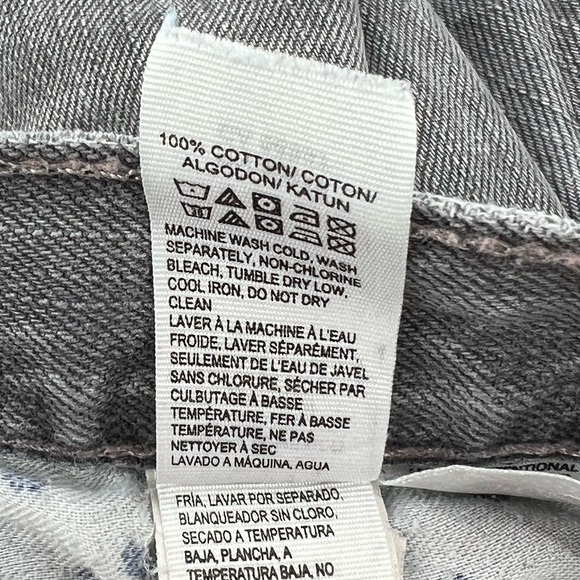 100% COTTON/ COTON/
ALGODON/ KATUN
MACHINE WASH COLD, WASH
SEPARATELY, NON-CHLORINE
BLEACH, TUMBLE DRY LOW,
COOL IRON, DO NOT DRY
CLEAN
LAVER À LA MACHINE À L'EAU
FROIDE, LAVER SÉPARÉMENT,
SEULEMENT DE L'EAU DE JAVEL
SANS CHLORURE, SÉCHER PAR
CULBUTAGE À BASSE
TEMPÉRATURE, FER À BASSE
TEMPÉRATURE, NE PAS
NETTOYER À SEC
LAVADO A MÁQUINA, AGUA
FRÍA, LAVAR POR SEPARADO,
BLANQUEADOR SIN CLORO,
SECADO A TEMPERATURA
BAJA, PLANCHA, A
TEMPERATURA BAJA, NO